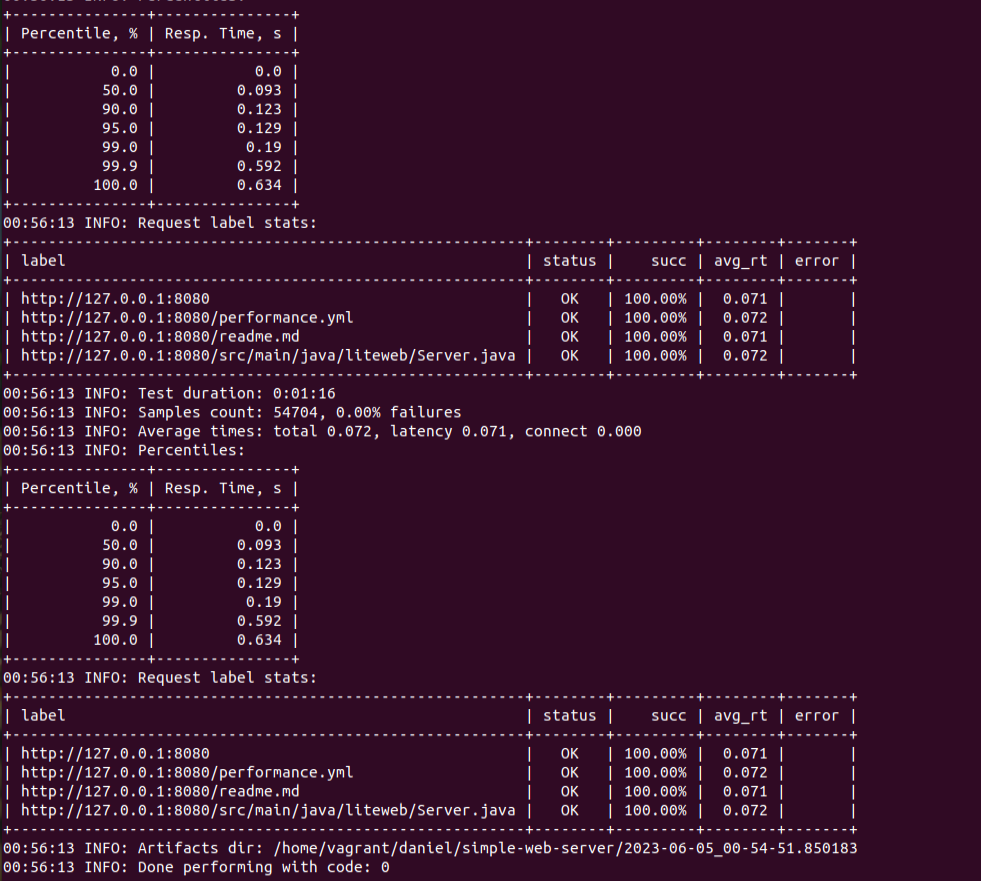 +---------------+---------------+
| Percentile, % | Resp. Time, s |
+---------------+---------------+
|           0.0 |           0.0 |
|          50.0 |         0.093 |
|          90.0 |         0.123 |
|          95.0 |         0.129 |
|          99.0 |          0.19 |
|          99.9 |         0.592 |
|         100.0 |         0.634 |
+---------------+---------------+
00:56:13 INFO: Request label stats:
+---------------------------------------------------------+--------+---------+--------+-------+
| label                                                   | status |    succ | avg_rt | error |
+---------------------------------------------------------+--------+---------+--------+-------+
| http://127.0.0.1:8080                                   |   OK   | 100.00% |  0.071 |       |
| http://127.0.0.1:8080/performance.yml                   |   OK   | 100.00% |  0.072 |       |
| http://127.0.0.1:8080/readme.md                         |   OK   | 100.00% |  0.071 |       |
| http://127.0.0.1:8080/src/main/java/liteweb/Server.java |   OK   | 100.00% |  0.072 |       |
+---------------------------------------------------------+--------+---------+--------+-------+
00:56:13 INFO: Test duration: 0:01:16
00:56:13 INFO: Samples count: 54704, 0.00% failures
00:56:13 INFO: Average times: total 0.072, latency 0.071, connect 0.000
00:56:13 INFO: Percentiles:
+---------------+---------------+
| Percentile, % | Resp. Time, s |
+---------------+---------------+
|           0.0 |           0.0 |
|          50.0 |         0.093 |
|          90.0 |         0.123 |
|          95.0 |         0.129 |
|          99.0 |          0.19 |
|          99.9 |         0.592 |
|         100.0 |         0.634 |
+---------------+---------------+
00:56:13 INFO: Request label stats:
+---------------------------------------------------------+--------+---------+--------+-------+
| label                                                   | status |    succ | avg_rt | error |
+---------------------------------------------------------+--------+---------+--------+-------+
| http://127.0.0.1:8080                                   |   OK   | 100.00% |  0.071 |       |
| http://127.0.0.1:8080/performance.yml                   |   OK   | 100.00% |  0.072 |       |
| http://127.0.0.1:8080/readme.md                         |   OK   | 100.00% |  0.071 |       |
| http://127.0.0.1:8080/src/main/java/liteweb/Server.java |   OK   | 100.00% |  0.072 |       |
+---------------------------------------------------------+--------+---------+--------+-------+
00:56:13 INFO: Artifacts dir: /home/vagrant/daniel/simple-web-server/2023-06-05_00-54-51.850183
00:56:13 INFO: Done performing with code: 0